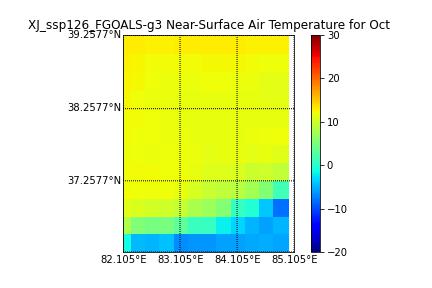 XJ_ssp126_FGOALS-g3 Near-Surface Air Temperature for Oct
39.2577°N
38.2577°N
37.2577°N
82.105°E 83.105°E 84.105°E 85.105°E
30
20
10
0
−10
−20